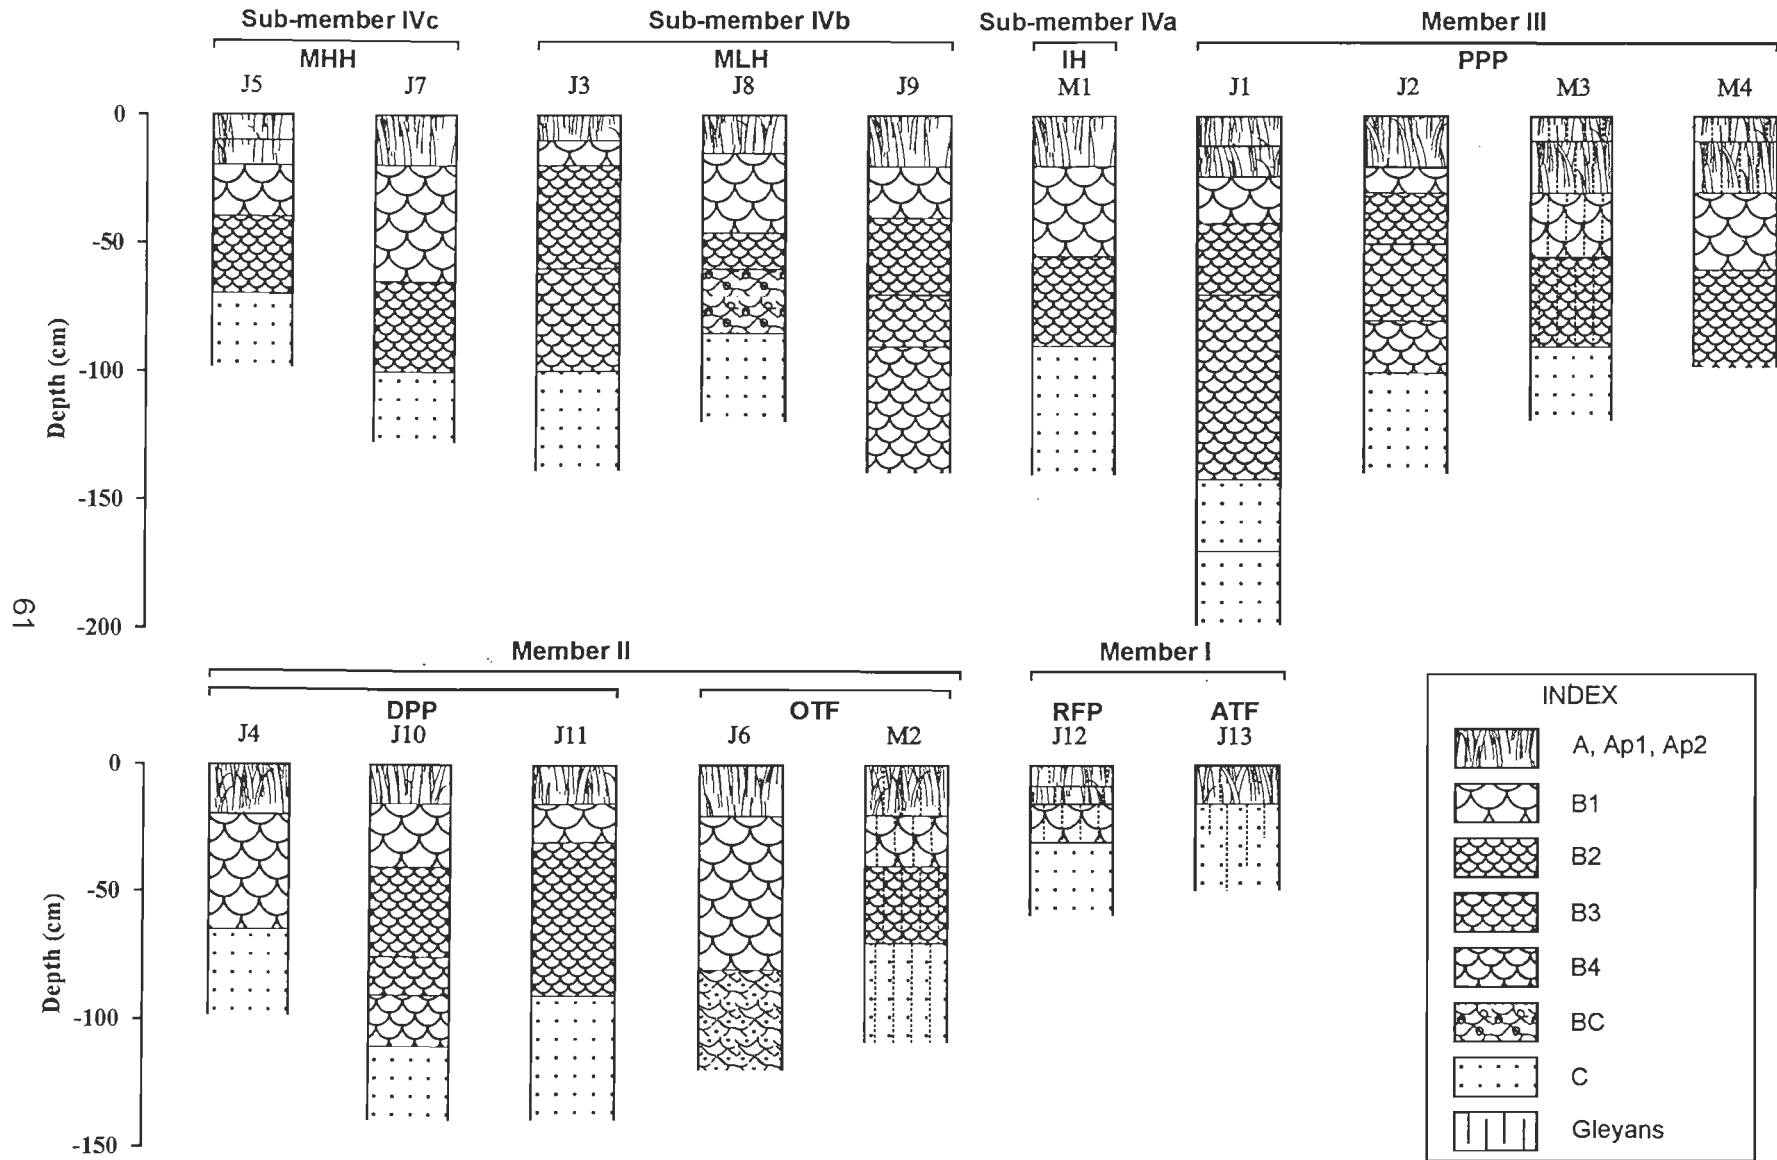 Sub-member IVc Sub-member IVb Sub-member IVa Member III
MHH MLH IH PPP
J5 J7 J3 J8 J9 M1 J1 J2 M3 M4
0
-50
-100
-150
-200
Depth (cm)
61
Member II Member I
DPP OTF RFP ATF
J4 J10 J11 J6 M2 J12 J13
0
-50
-100
-150
Depth (cm)
INDEX
A, Ap1, Ap2
B1
B2
B3
B4
BC
C
Gleyans